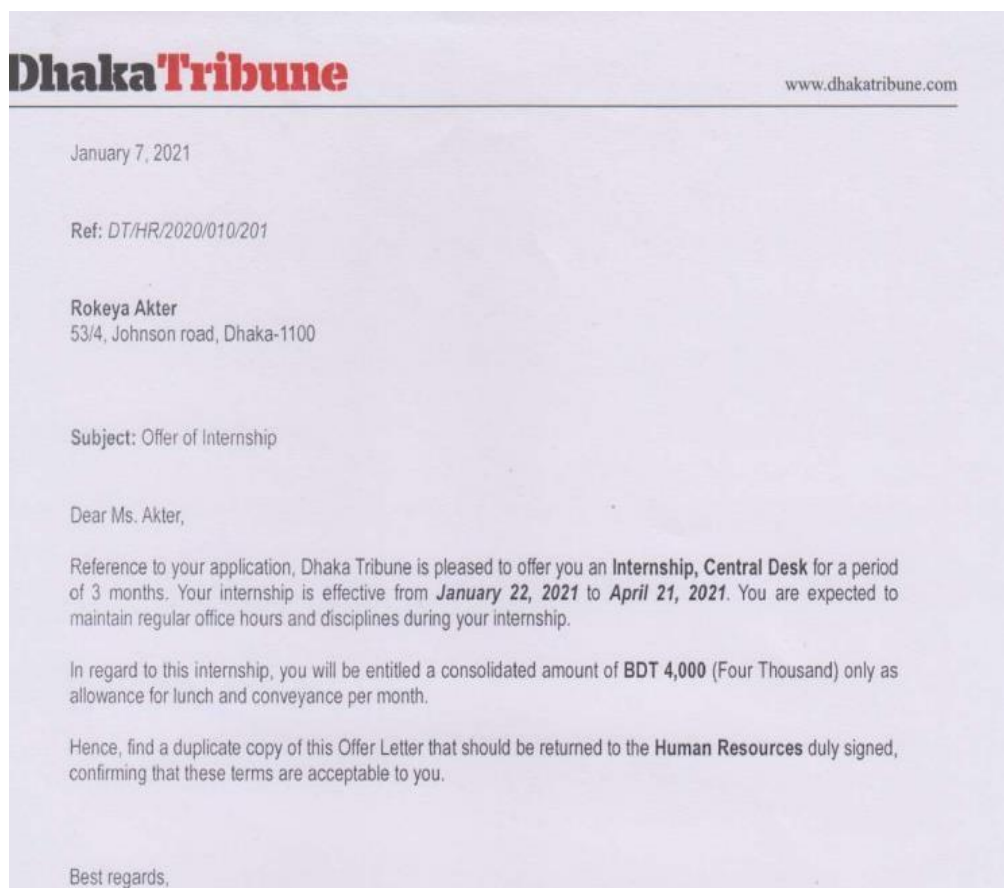 DhakaTribune
www.dhakatribune.com
January 7, 2021
Ref: DT/HR/2020/010/201
Rokeya Akter
53/4, Johnson road, Dhaka-1100
Subject: Offer of Internship
Dear Ms. Akter,
Reference to your application, Dhaka Tribune is pleased to offer you an Internship, Central Desk for a period
of 3 months. Your internship is effective from January 22, 2021 to April 21, 2021. You are expected to
maintain regular office hours and disciplines during your internship.
In regard to this internship, you will be entitled a consolidated amount of BDT 4,000 (Four Thousand) only as
allowance for lunch and conveyance per month.
Hence, find a duplicate copy of this Offer Letter that should be returned to the Human Resources duly signed,
confirming that these terms are acceptable to you.
Best regards,